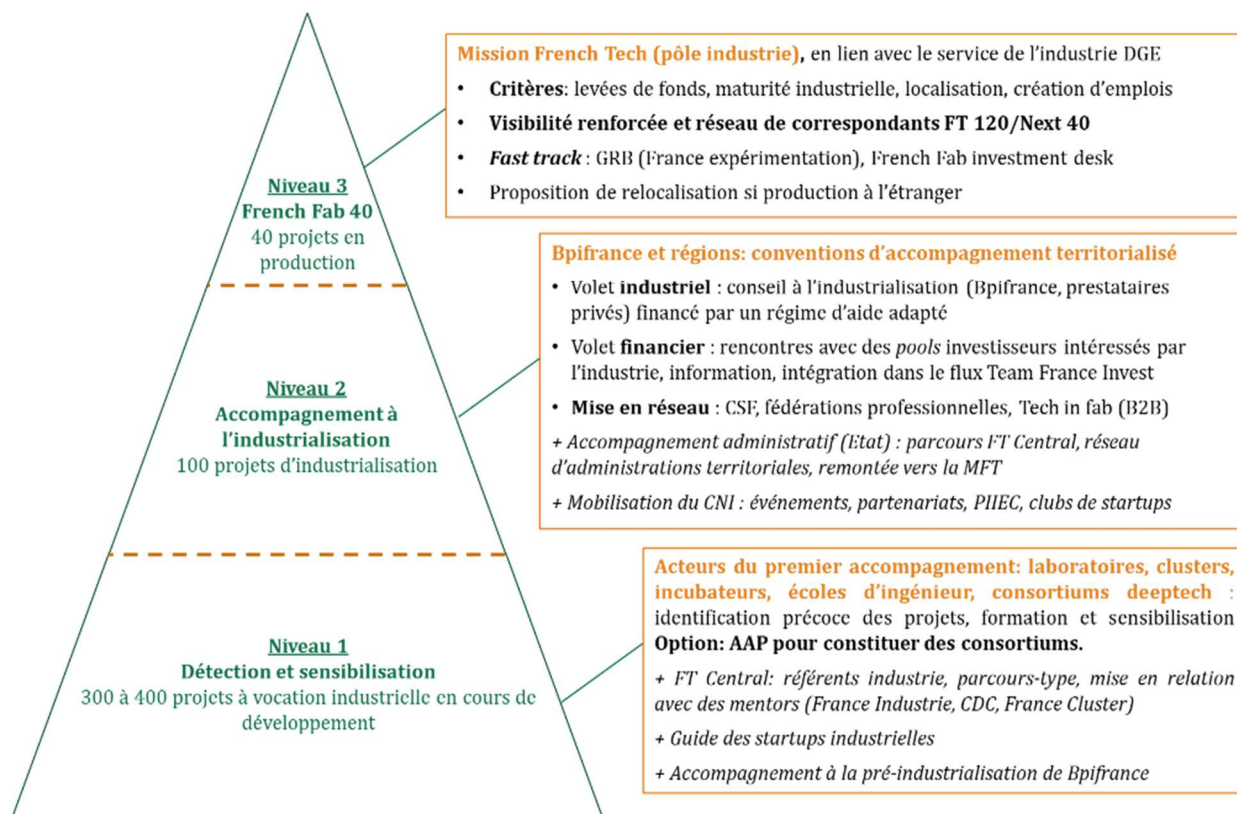 Mission French Tech (pôle industrie), en lien avec le service de l'industrie DGE
• Critères: levées de fonds, maturité industrielle, localisation, création d'emplois
• Visibilité renforcée et réseau de correspondants FT 120/Next 40
• Fast track : GRB (France expérimentation), French Fab investment desk
• Proposition de relocalisation si production à l'étranger
Niveau 3
French Fab 40
40 projets en
production
Bpifrance et régions: conventions d'accompagnement territorialisé
• Volet industriel : conseil à l'industrialisation (Bpifrance, prestataires
privés) financé par un régime d'aide adapté
• Volet financier : rencontres avec des pools investisseurs intéressés par
l'industrie, information, intégration dans le flux Team France Invest
• Mise en réseau : CSF, fédérations professionnelles, Tech in fab (B2B)
+ Accompagnement administratif (Etat) : parcours FT Central, réseau
d'administrations territoriales, remontée vers la MFT
+ Mobilisation du CNI : événements, partenariats, PIIEC, clubs de startups
Niveau 2
Accompagnement à
l'industrialisation
100 projets d'industrialisation
Acteurs du premier accompagnement: laboratoires, clusters,
incubateurs, écoles d'ingénieur, consortiums deeptech :
identification précoce des projets, formation et sensibilisation
Option: AAP pour constituer des consortiums.
+ FT Central: référents industrie, parcours-type, mise en relation
avec des mentors (France Industrie, CDC, France Cluster)
+ Guide des startups industrielles
+ Accompagnement à la pré-industrialisation de Bpifrance
Niveau 1
Détection et sensibilisation
300 à 400 projets à vocation industrielle en cours de
développement